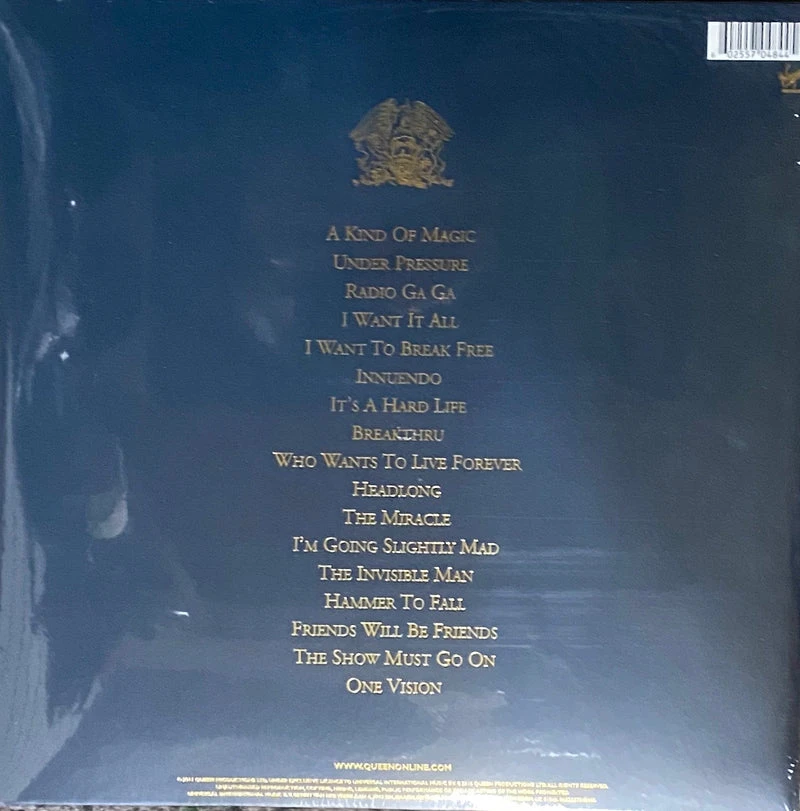 02557 04844
A KIND OF MAGIC
UNDER PRESSURE
RADIO GA GA
I WANT IT ALL
I WANT TO BREAK FREE
INNUENDO
IT'S A HARD LIFE
BREAKTHRU
WHO WANTS TO LIVE FOREVER
HEADLONG
THE MIRACLE
I'M GOING SLIGHTLY MAD
THE INVISIBLE MAN
HAMMER TO FALL
FRIENDS WILL BE FRIENDS
THE SHOW MUST GO ON
ONE VISION
WWW.QUEENONLINE.COM